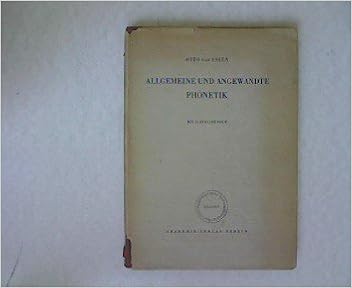 OTTO VON ESSEN
ALLGEMEINE UND ANGEWANDTE
PHONETIK
AKADEMIE-VERLAG BERLIN